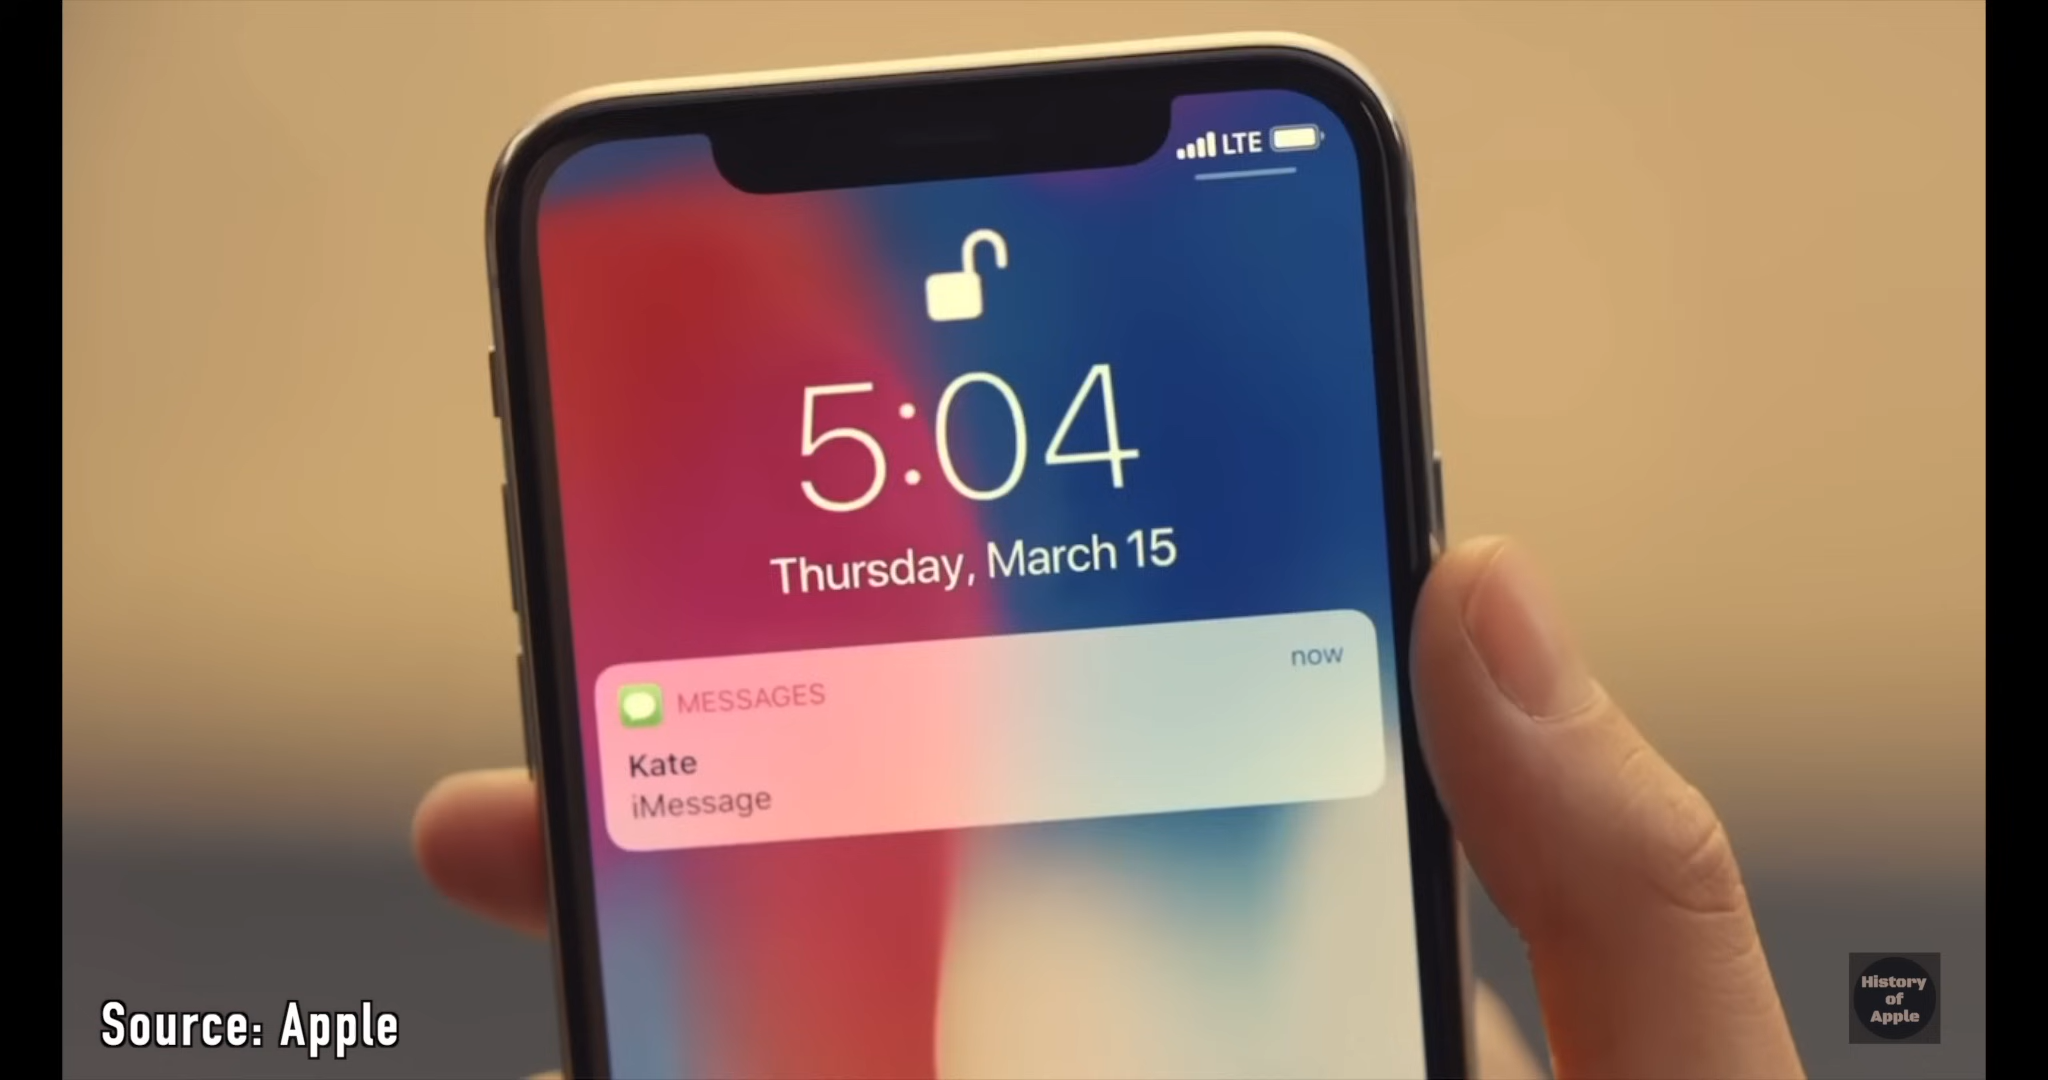 LTE
5:04
Thursday, March 15
MESSAGES
now
Kate
iMessage
Source: Apple
History
of
Apple